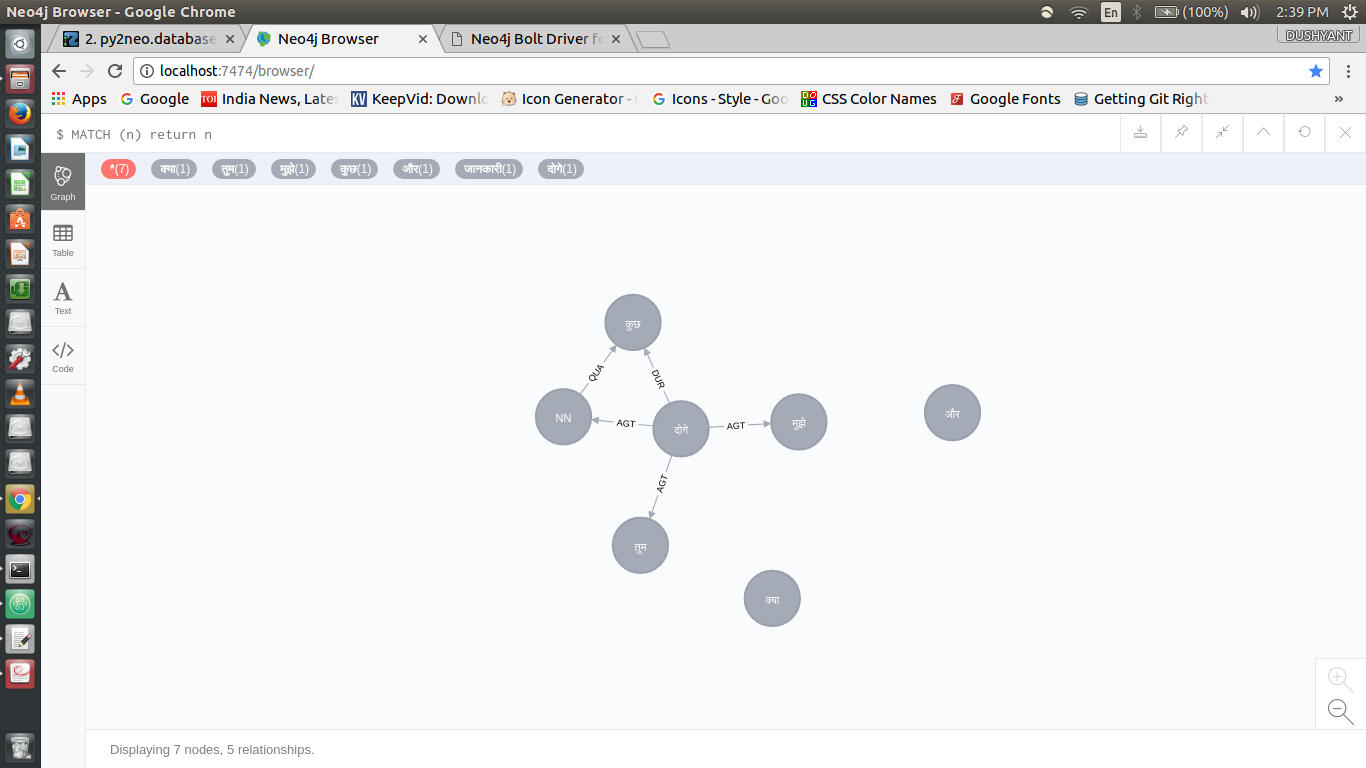 Neo4j Browser - Google Chrome
En (100%) 2:39 PM
2. py2neo.database Neo4j Browser Neo4j Bolt Driver fo DUSHYANT
localhost:7474/browser/
Apps Google India News, Lates KeepVid: Downlo Icon Generator - Icons - Style - Goo CSS Color Names Google Fonts Getting Git Right »
$ MATCH (n) return n
*(7) क्या(1) तुम(1) मुझे(1) कुछ(1) और(1) जानकारी(1) दोगे(1)
Graph
Table
Text
Code
कुछ
QUA
DUR
NN
AGT
दोगे
AGT
मुझे
और
AGT
तुम
क्या
Displaying 7 nodes, 5 relationships.